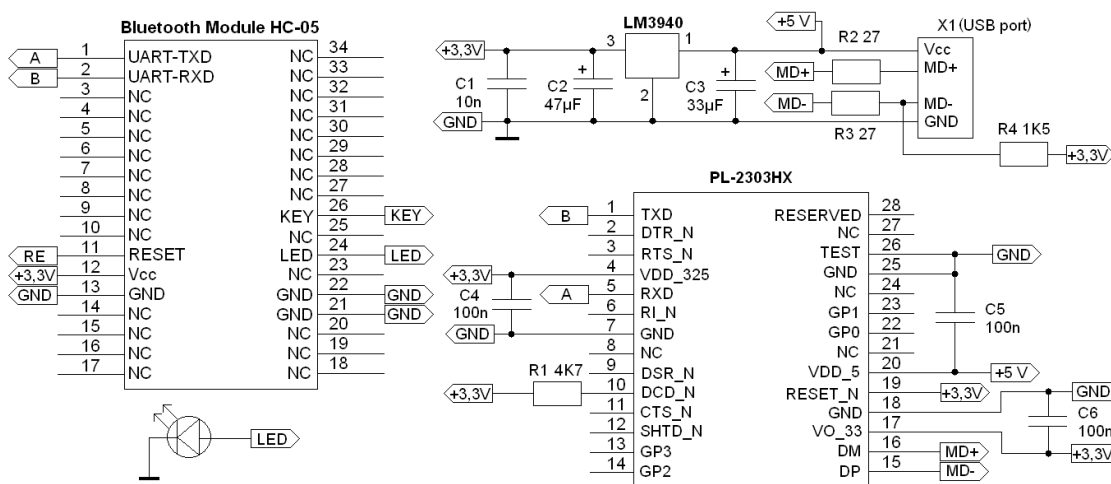 Bluetooth Module HC-05
A 1 UART-TXD NC 34
B 2 UART-RXD NC 33
3 NC NC 32
4 NC NC 31
5 NC NC 30
6 NC NC 29
7 NC NC 28
8 NC NC 27
9 NC KEY 26 KEY
10 NC NC 25
RE 11 RESET LED 24 LED
+3,3V 12 Vcc NC 23
GND 13 GND GND 22 GND
14 NC GND 21 GND
15 NC NC 20
16 NC NC 19
17 NC NC 18
LED
LM3940
+5 V
X1(USB port)
+3,3V 3 1 R2 27 Vcc
C1 10n
C2 47µF +
2
C3 33µF +
MD+ MD+
MD- MD-
GND GND
R3 27
R4 1K5
+3,3V
PL-2303HX
B 1 TXD RESERVED 28
2 DTR_N NC 27
3 RTS_N TEST 26 GND
+3,3V 4 VDD_325 GND 25
C4 100n
A 5 RXD NC 24
6 RI_N GP1 23
C5 100n
GND 7 GND GP0 22
8 NC NC 21
9 DSR_N VDD_5 20 +5 V
+3,3V R1 4K7 10 DCD_N RESET_N 19 +3,3V
11 CTS_N GND 18 GND
C6 100n
12 SHTD_N VO_33 17 +3,3V
13 GP3 DM 16 MD+
14 GP2 DP 15 MD-